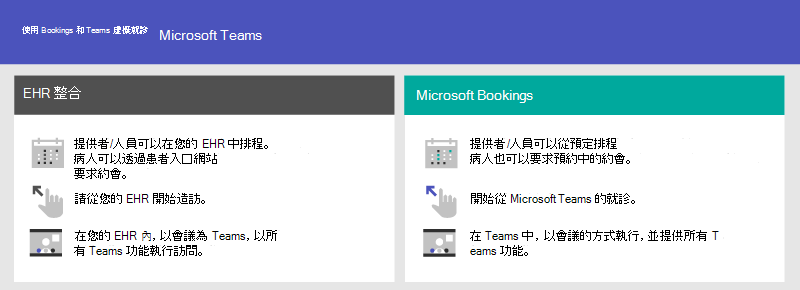 使用 Bookings 和 Teams 虛擬就診
Microsoft Teams
EHR 整合
提供者/人員可以在您的 EHR 中排程。
病人可以透過患者入口網站
要求約會。
請從您的 EHR 開始造訪。
在您的 EHR 內, 以會議為 Teams, 以所
有 Teams 功能執行訪問。
Microsoft Bookings
提供者/人員可以從預定排程
病人也可以要求預約中的約會。
開始從 Microsoft Teams 的就診。
在 Teams 中, 以會議的方式執行, 並提供所有 T
eams 功能。